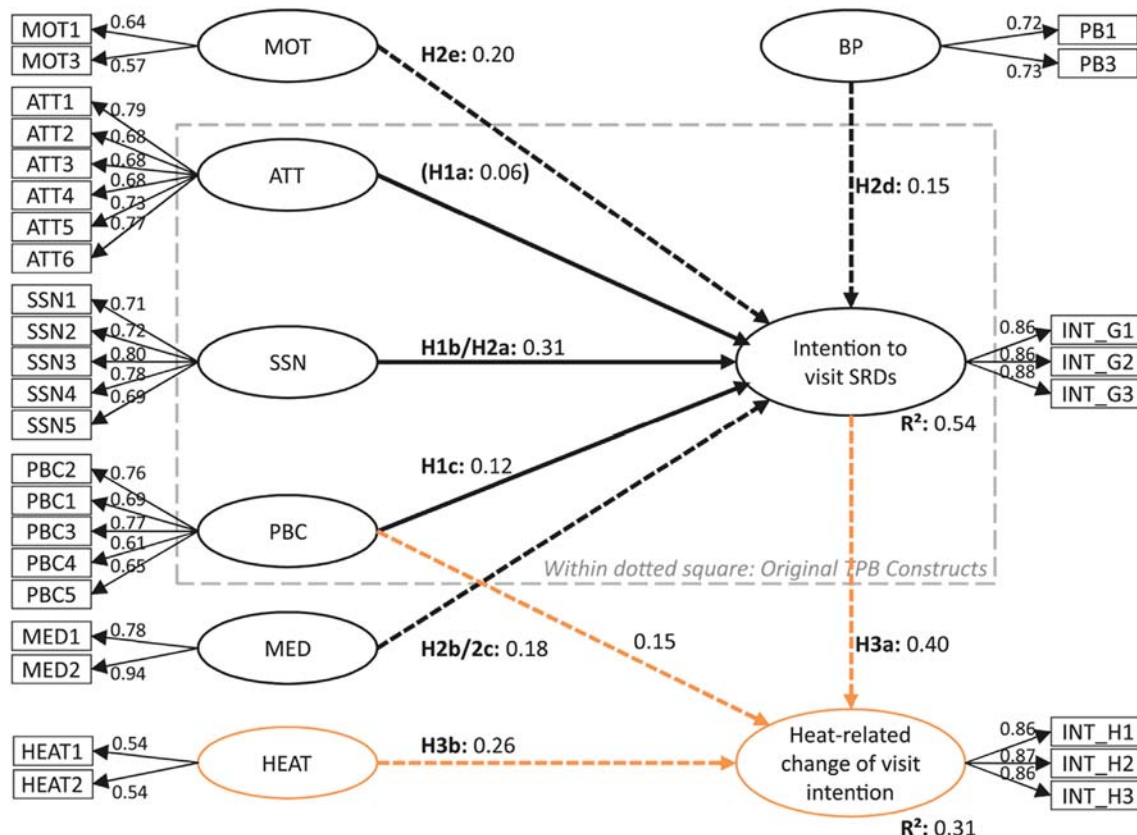 MOT1
MOT3
0.64
0.57
MOT
H2e: 0.20
BP
0.72
0.73
PB1
PB3
ATT1
ATT2
ATT3
ATT4
ATT5
ATT6
0.79
0.68
0.68
0.68
0.73
0.77
ATT
(H1a: 0.06)
H2d: 0.15
SSN1
SSN2
SSN3
SSN4
SSN5
0.71
0.72
0.80
0.78
0.69
SSN
H1b/H2a: 0.31
Intention to
visit SRDs
R²: 0.54
0.86
0.86
0.88
INT_G1
INT_G2
INT_G3
PBC2
PBC1
PBC3
PBC4
PBC5
0.76
0.69
0.77
0.61
0.65
PBC
H1c: 0.12
Within dotted square: Original TPB Constructs
MED1
MED2
0.78
0.94
MED
H2b/2c: 0.18
0.15
H3a: 0.40
HEAT1
HEAT2
0.54
0.54
HEAT
H3b: 0.26
Heat-related
change of visit
intention
R²: 0.31
0.86
0.87
0.86
INT_H1
INT_H2
INT_H3